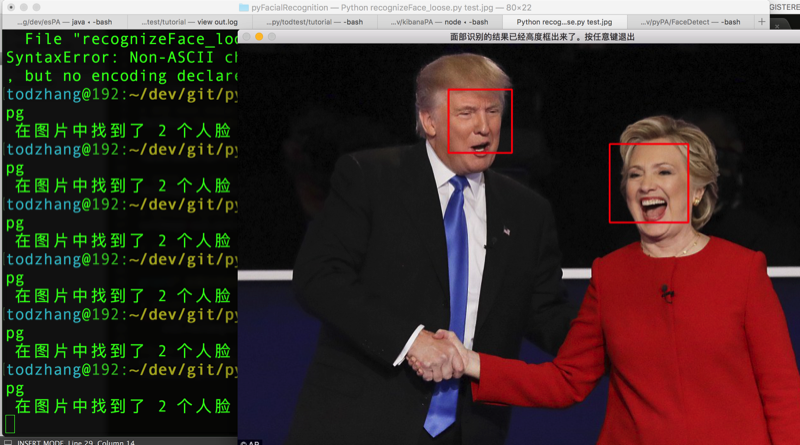 pyFacialRecognition — Python recognizeFace_loose.py test.jpg — 80×22
...g/dev/esPA — java • -bash
...test/tutorial — view out.log
...py/todtest/tutorial — -bash
...v/kibanaPA — node • -bash
Python recog...se.py test.jpg
...v/pyPA/FaceDetect — -bash
GISTERE
面部识别的结果已经高度框出来了。按任意键退出
File "recognizeFace_loo
SyntaxError: Non-ASCII ch
, but no encoding declare
todzhang@192:~/dev/git/py
pg
在图片中找到了 2 个人脸
todzhang@192:~/dev/git/py
pg
在图片中找到了 2 个人脸
todzhang@192:~/dev/git/py
pg
在图片中找到了 2 个人脸
todzhang@192:~/dev/git/py
pg
在图片中找到了 2 个人脸
todzhang@192:~/dev/git/py
pg
在图片中找到了 2 个人脸
todzhang@192:~/dev/git/py
pg
在图片中找到了 2 个人脸
INSERT MODE, Line 29, Column 14
© AP